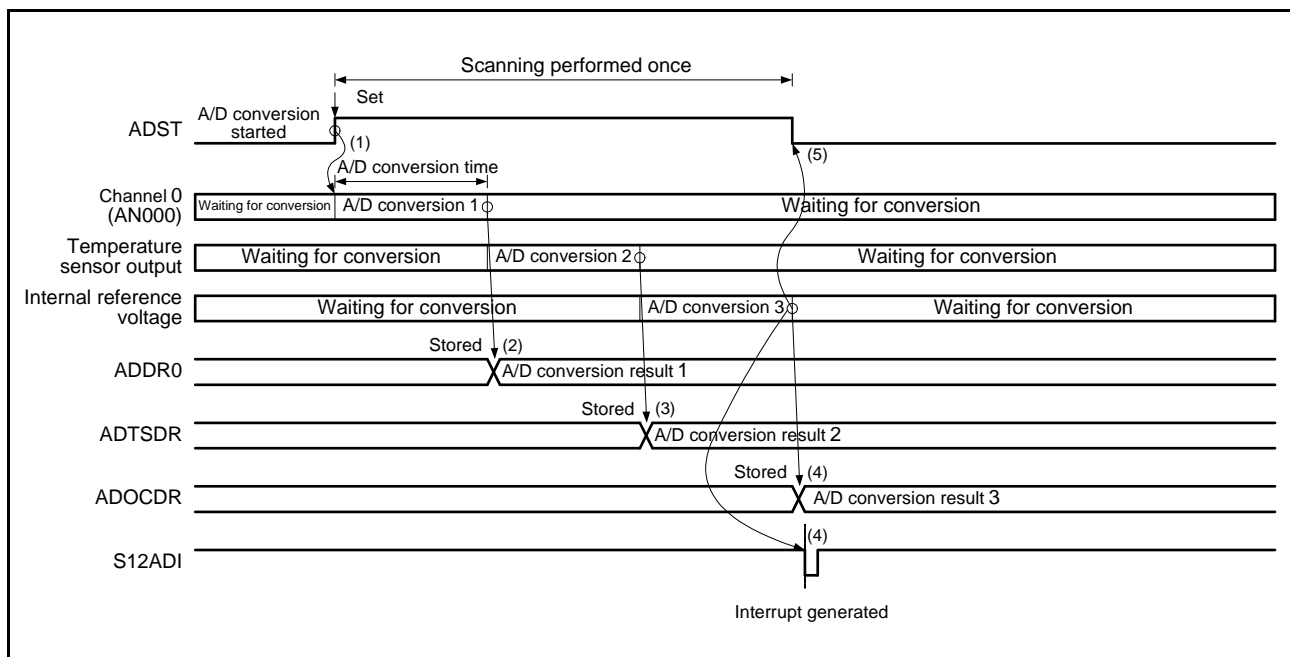 Scanning performed once
Set
ADST
A/D conversion
started
(1)
(5)
A/D conversion time
Channel 0
(AN000)
Waiting for conversion
A/D conversion 1
Waiting for conversion
Temperature
sensor output
Waiting for conversion
A/D conversion 2
Waiting for conversion
Internal reference
voltage
Waiting for conversion
A/D conversion 3
Waiting for conversion
Stored
(2)
ADDR0
A/D conversion result 1
Stored
(3)
ADTSDR
A/D conversion result 2
Stored
(4)
ADOCDR
A/D conversion result 3
(4)
S12ADI
Interrupt generated